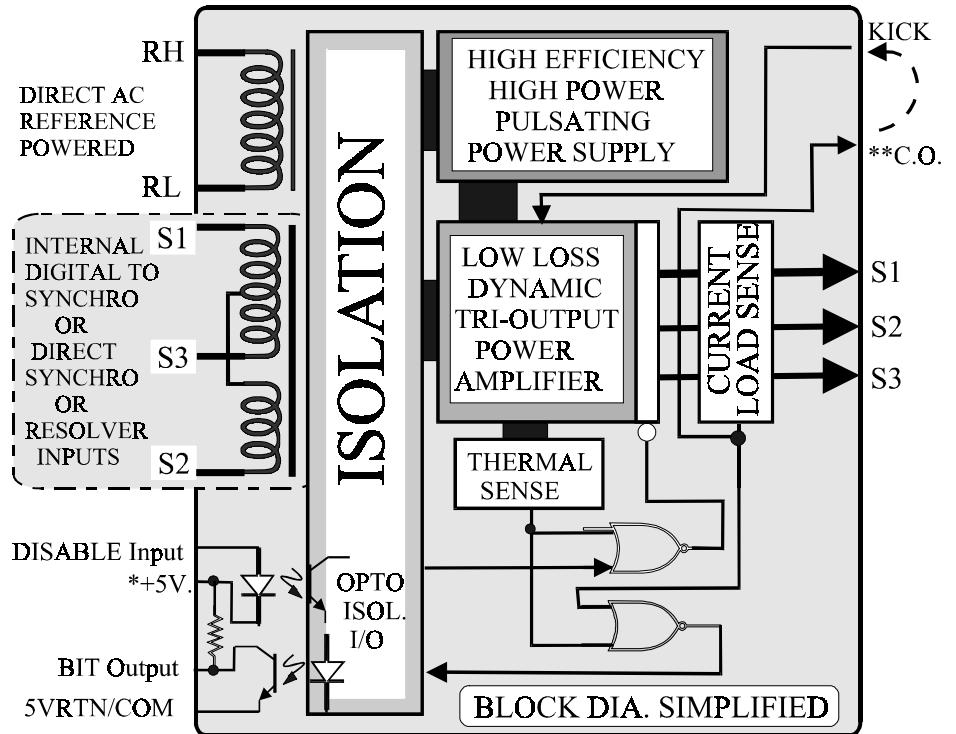 RH
DIRECT AC
REFERENCE
POWERED
RL
S1
INTERNAL
DIGITAL TO
SYNCHRO
OR
DIRECT
SYNCHRO
OR
RESOLVER
INPUTS
S3
S2
DISABLE Input
*+5V.
BIT Output
5VRTN/COM
ISOLATION
OPTO
ISOL.
I/O
HIGH EFFICIENCY
HIGH POWER
PULSATING
POWER SUPPLY
LOW LOSS
DYNAMIC
TRI-OUTPUT
POWER
AMPLIFIER
THERMAL
SENSE
CURRENT
LOAD SENSE
KICK
**C.O.
S1
S2
S3
BLOCK DIA. SIMPLIFIED